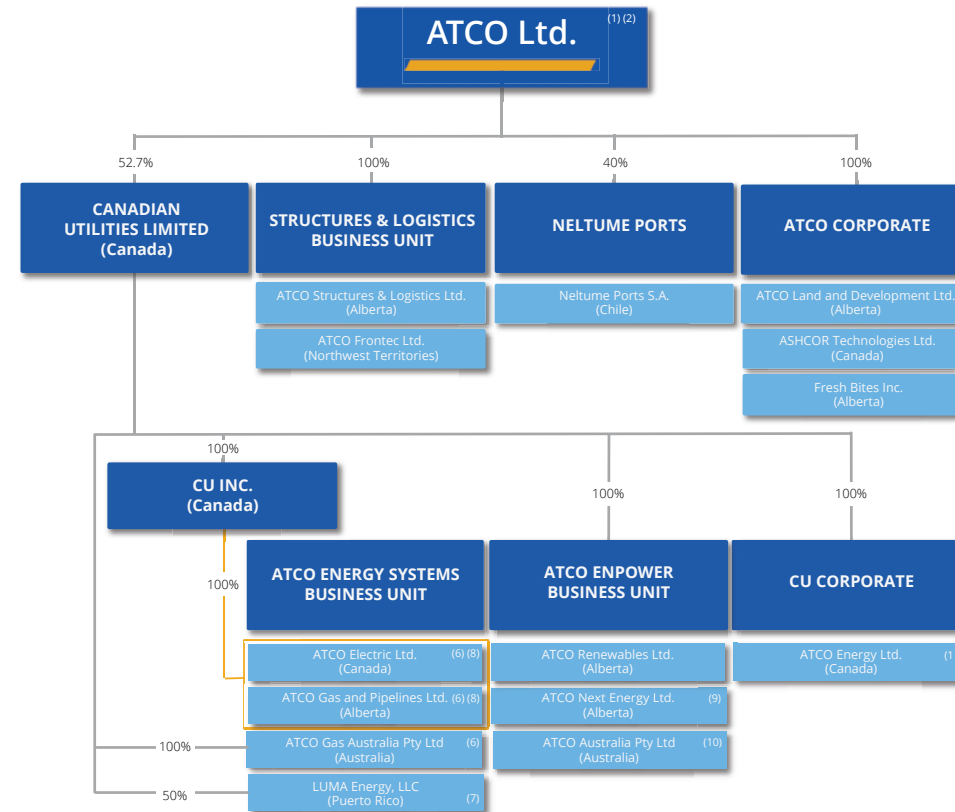 ATCO Ltd. (1) (2)
52.7%
100%
40%
100%
CANADIAN
UTILITIES LIMITED
(Canada)
STRUCTURES & LOGISTICS
BUSINESS UNIT
NELTUME PORTS
ATCO CORPORATE
ATCO Structures & Logistics Ltd.
(Alberta)
ATCO Frontec Ltd.
(Northwest Territories)
Neltume Ports S.A.
(Chile)
ATCO Land and Development Ltd.
(Alberta)
ASHCOR Technologies Ltd.
(Canada)
Fresh Bites Inc.
(Alberta)
100%
CU INC.
(Canada)
100%
100%
100%
ATCO ENERGY SYSTEMS
BUSINESS UNIT
ATCO ENPOWER
BUSINESS UNIT
CU CORPORATE
ATCO Electric Ltd. (6) (8)
(Canada)
ATCO Gas and Pipelines Ltd. (6) (8)
(Alberta)
100%
ATCO Gas Australia Pty Ltd (6)
(Australia)
50%
LUMA Energy, LLC
(Puerto Rico) (7)
ATCO Renewables Ltd.
(Alberta)
ATCO Next Energy Ltd. (9)
(Alberta)
ATCO Australia Pty Ltd (10)
(Australia)
ATCO Energy Ltd.
(Canada)